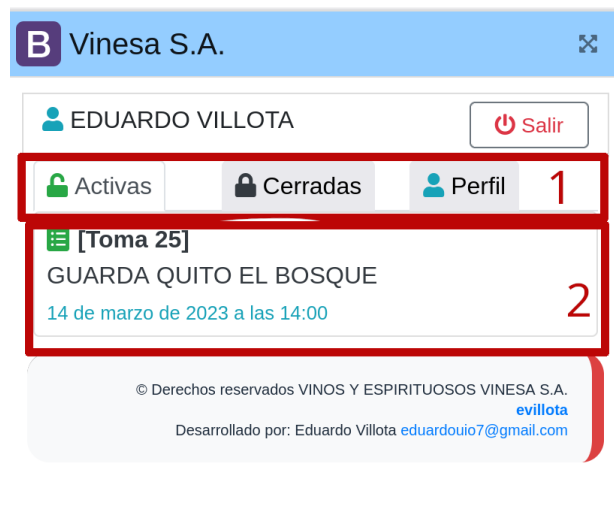 B Vinesa S.A.
EDUARDO VILLOTA
Salir
Activas Cerradas Perfil 1
[Toma 25]
GUARDA QUITO EL BOSQUE
14 de marzo de 2023 a las 14:00
2
© Derechos reservados VINOS Y ESPIRITUOSOS VINESA S.A.
evillota
Desarrollado por: Eduardo Villota eduardouio7@gmail.com